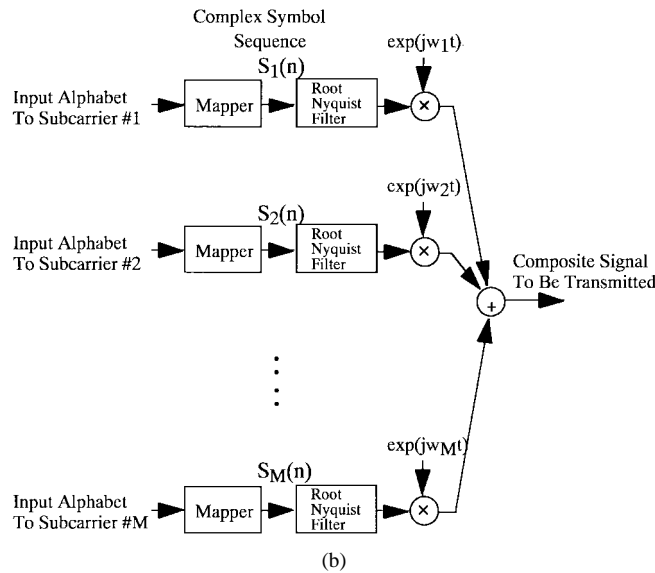 Complex Symbol
Sequence
exp(jw1t)
S1(n)
Input Alphabet
To Subcarrier #1
Mapper
Root
Nyquist
Filter
×
exp(jw2t)
S2(n)
Input Alphabet
To Subcarrier #2
Mapper
Root
Nyquist
Filter
×
Composite Signal
To Be Transmitted
+
exp(jwMt)
SM(n)
Input Alphabet
To Subcarrier #M
Mapper
Root
Nyquist
Filter
×
(b)